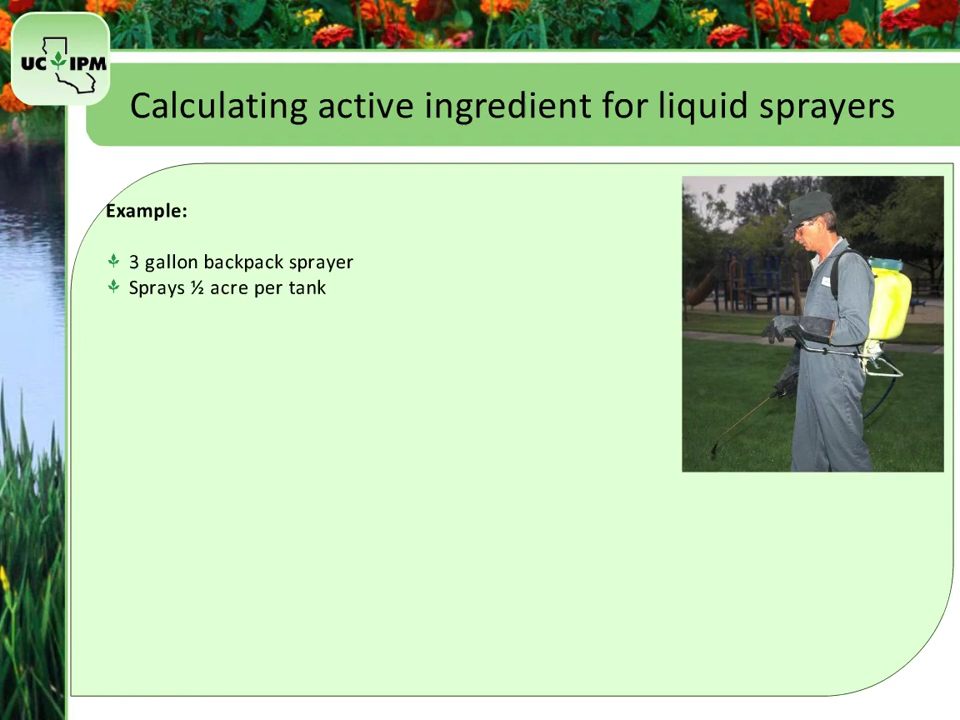 UC IPM
Calculating active ingredient for liquid sprayers
Example:
3 gallon backpack sprayer
Sprays ½ acre per tank